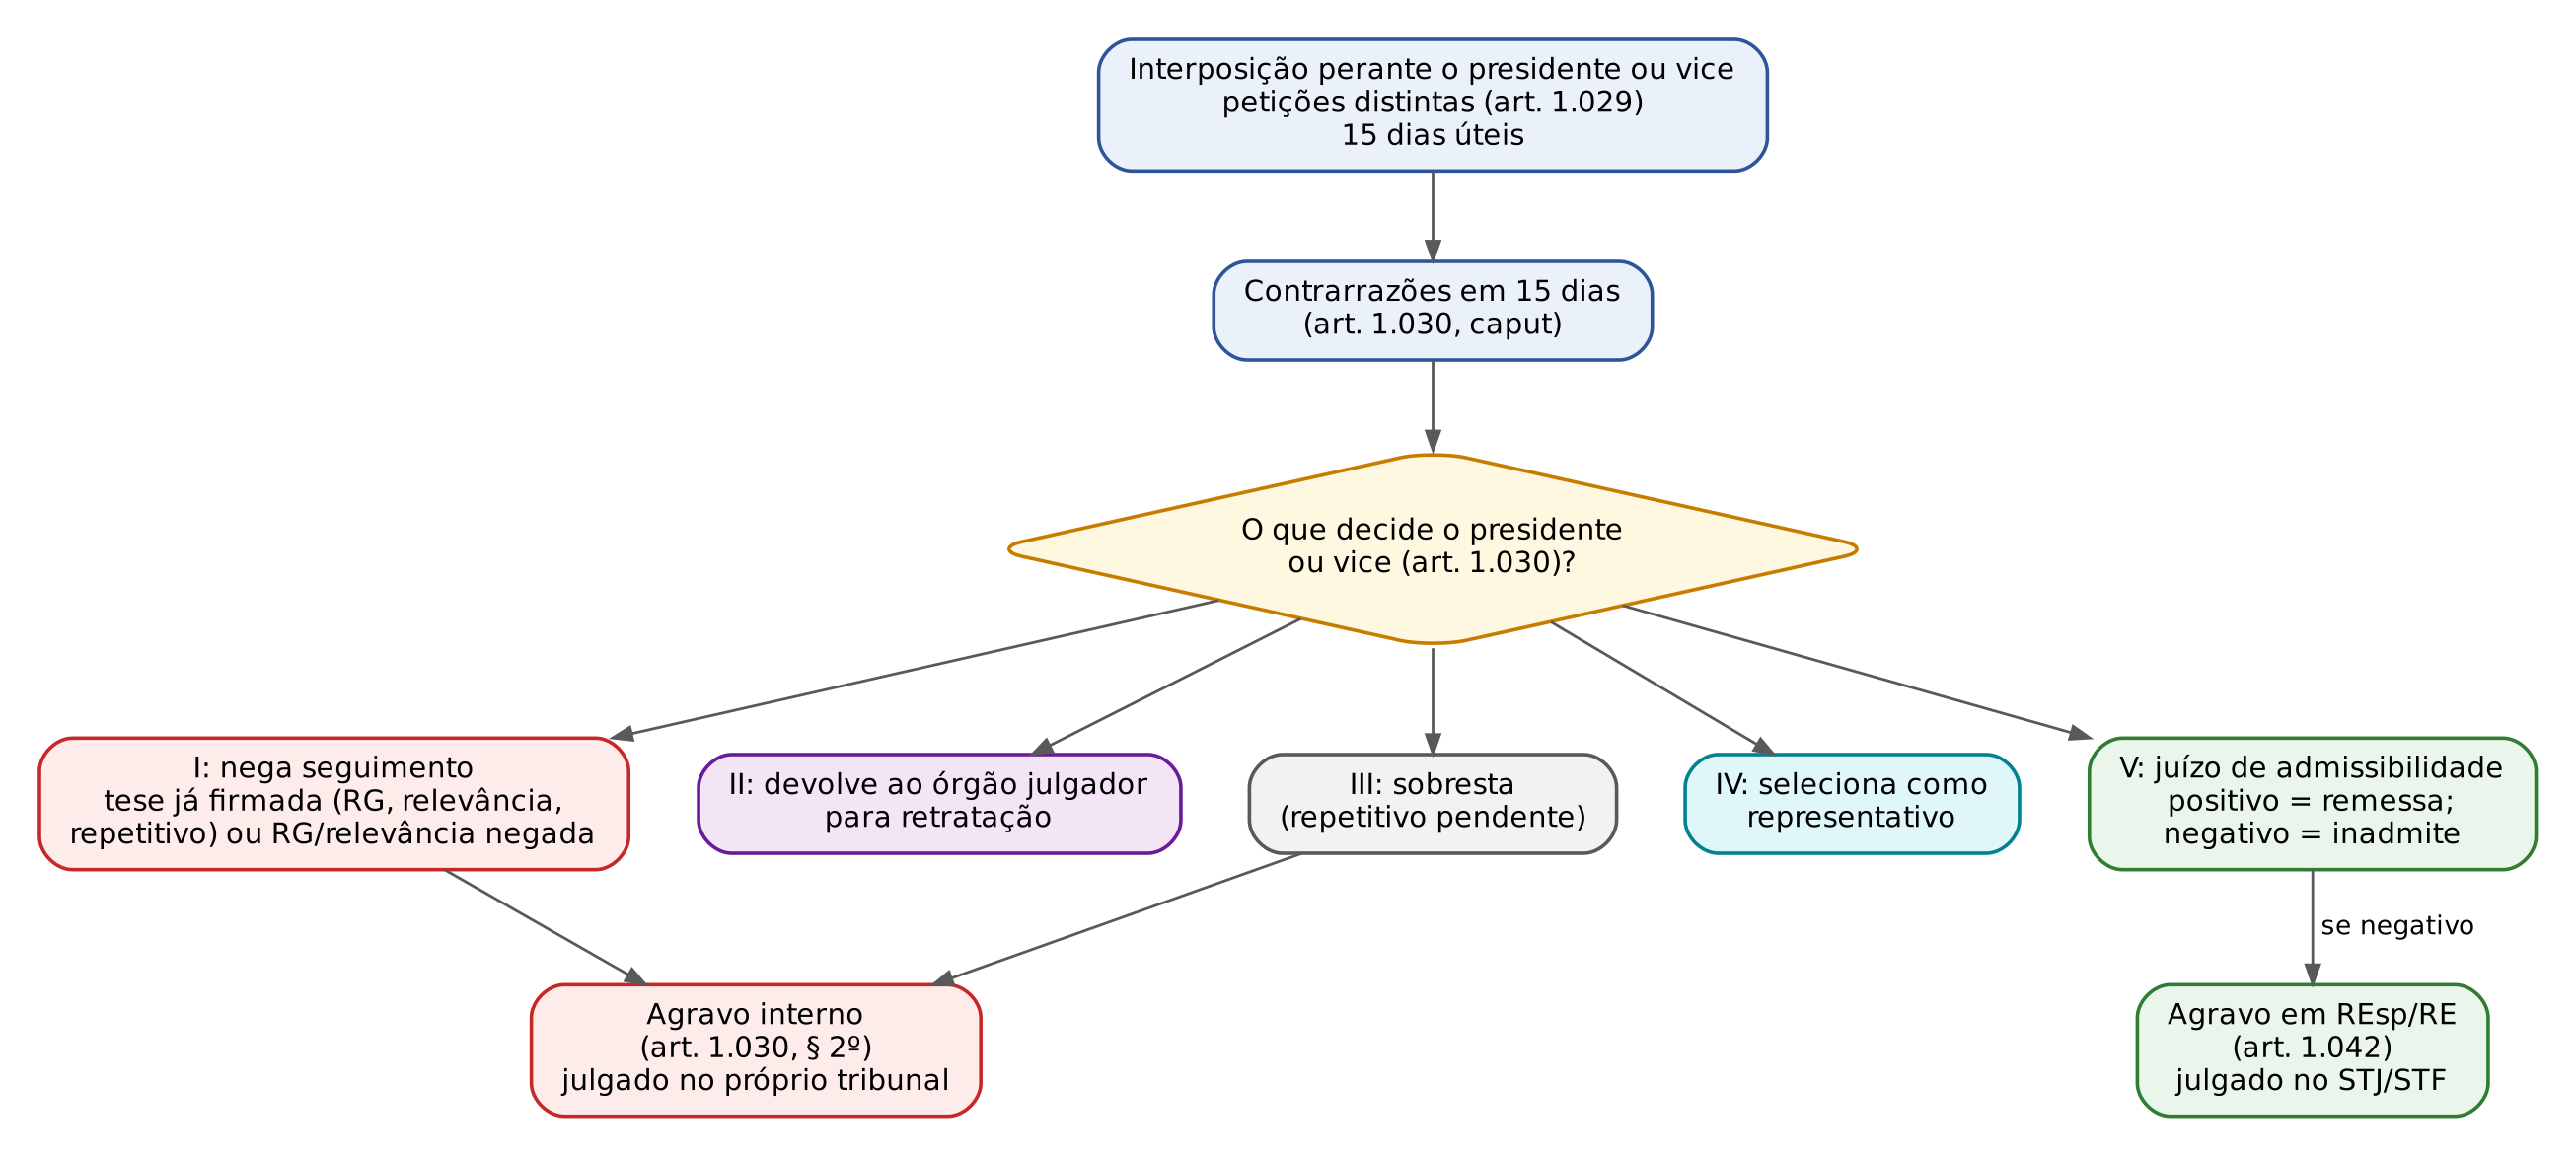 Interposição perante o presidente ou vice
petições distintas (art. 1.029)
15 dias úteis
Contrarrazões em 15 dias
(art. 1.030, caput)
O que decide o presidente
ou vice (art. 1.030)?
I: nega seguimento
tese já firmada (RG, relevância,
repetitivo) ou RG/relevância negada
II: devolve ao órgão julgador
para retratação
III: sobresta
(repetitivo pendente)
IV: seleciona como
representativo
V: juízo de admissibilidade
positivo = remessa;
negativo = inadmite
se negativo
Agravo interno
(art. 1.030, § 2º)
julgado no próprio tribunal
Agravo em REsp/RE
(art. 1.042)
julgado no STJ/STF